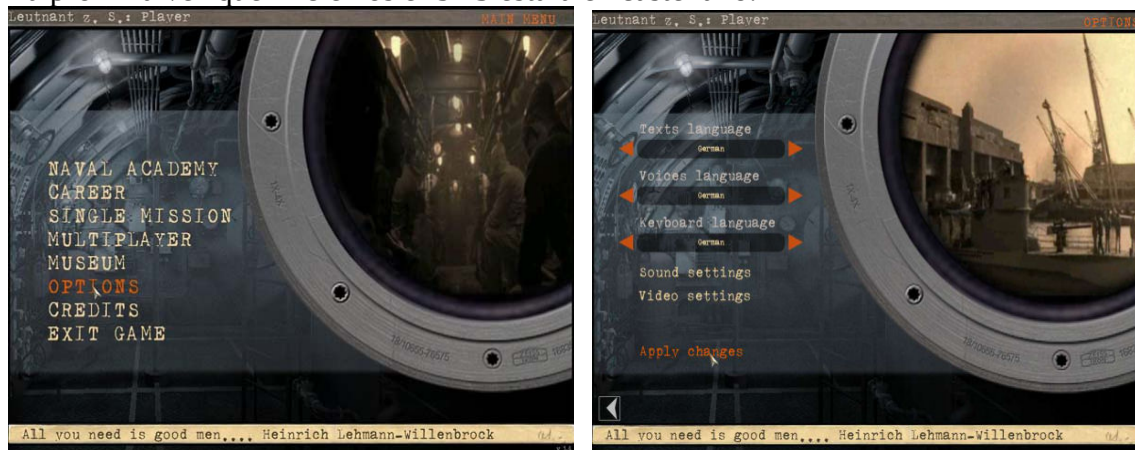 Leutnant z. S.: Player
MAIN MENU
NAVAL ACADEMY
CAREER
SINGLE MISSION
MULTIPLAYER
MUSEUM
OPTIONS
CREDITS
EXIT GAME
All you need is good men.... Heinrich Lehmann-Willenbrock
Leutnant z. S.: Player
OPTIONS
Texts language
German
Voices language
German
Keyboard language
German
Sound settings
Video settings
Apply changes
All you need is good men.... Heinrich Lehmann-Willenbrock